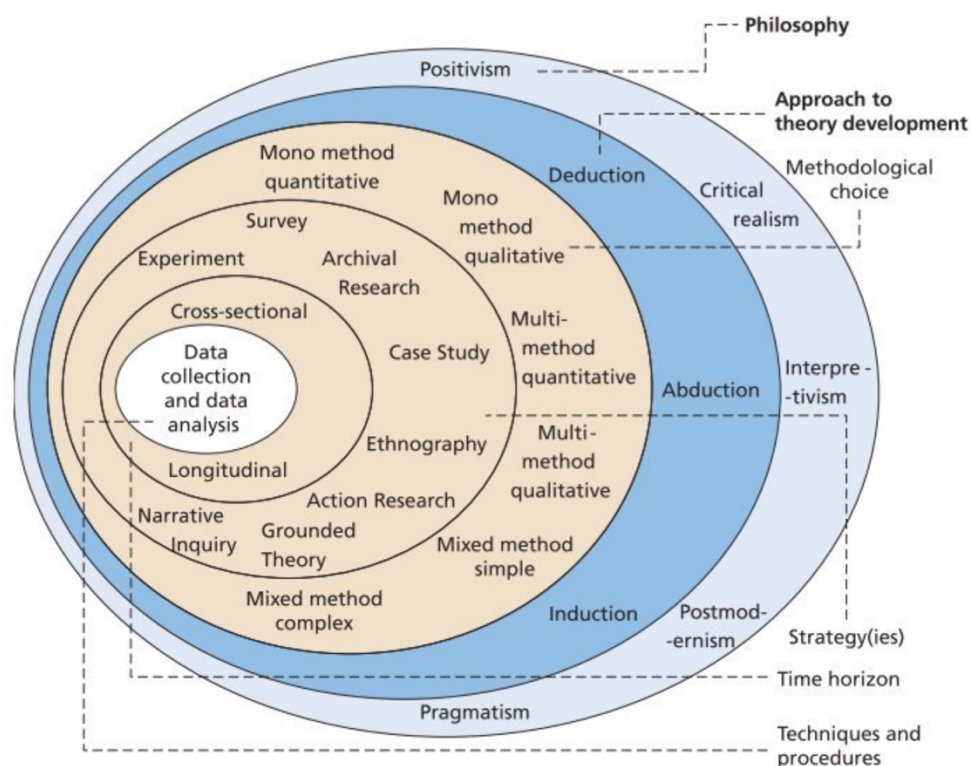 Philosophy
Positivism
Approach to
theory development
Mono method
quantitative
Deduction
Methodological
choice
Critical
realism
Mono
method
qualitative
Survey
Experiment
Archival
Research
Cross-sectional
Multi-
method
quantitative
Data
collection
and data
analysis
Case Study
Interpre -
-tivism
Abduction
Ethnography
Multi-
method
qualitative
Longitudinal
Action Research
Narrative
Inquiry
Grounded
Theory
Mixed method
simple
Mixed method
complex
Induction
Postmod-
-ernism
Strategy(ies)
Time horizon
Pragmatism
Techniques and
procedures